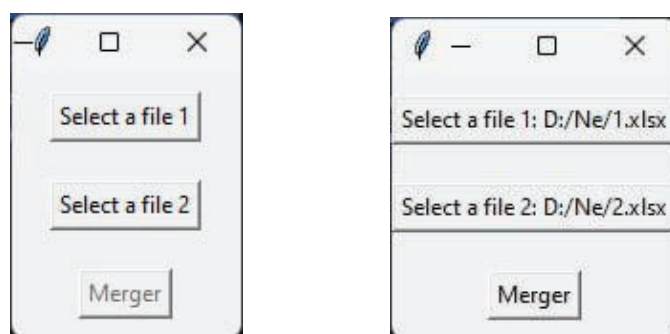 Select a file 1
Select a file 2
Merger
Select a file 1: D:/Ne/1.xlsx
Select a file 2: D:/Ne/2.xlsx
Merger